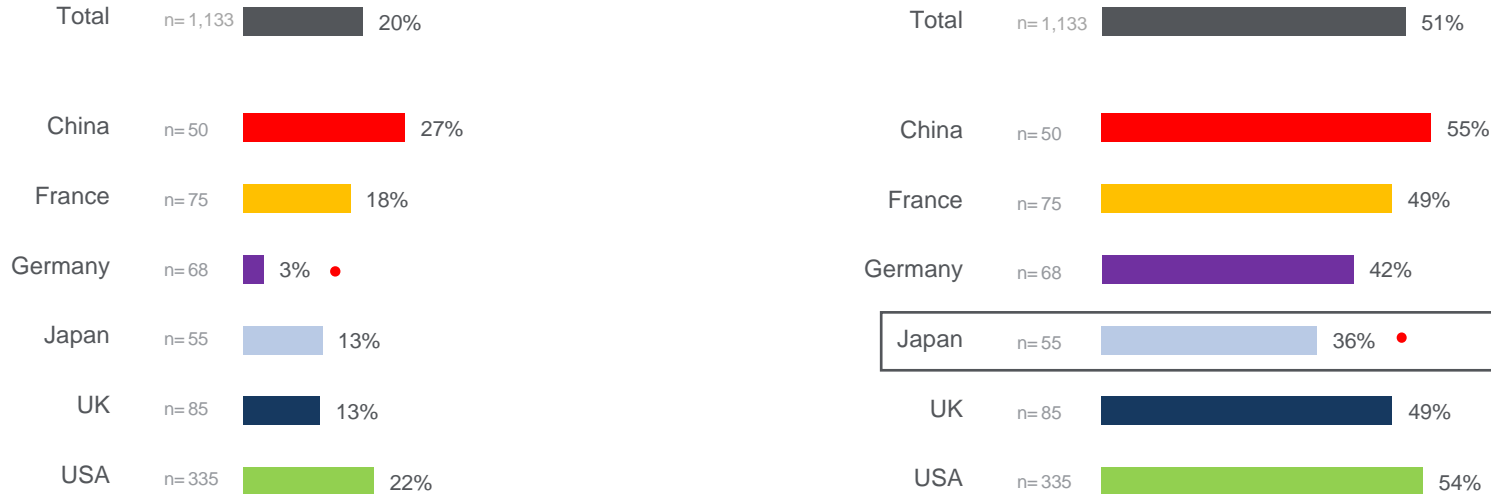 Total n= 1,133 20%
China n= 50 27%
France n= 75 18%
Germany n= 68 3%
Japan n= 55 13%
UK n= 85 13%
USA n= 335 22%
Total n= 1,133 51%
China n= 50 55%
France n= 75 49%
Germany n= 68 42%
Japan n= 55 36%
UK n= 85 49%
USA n= 335 54%